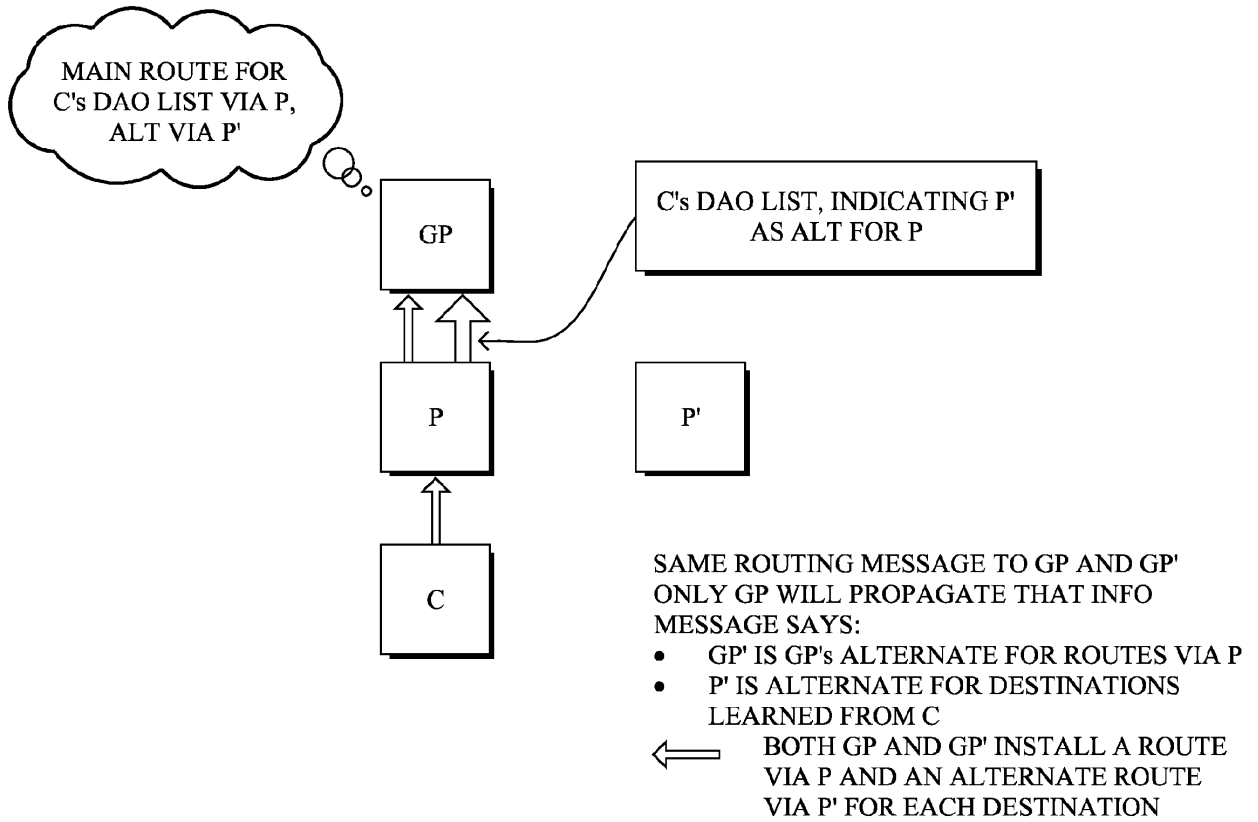 MAIN ROUTE FOR
C's DAO LIST VIA P,
ALT VIA P'
GP
C's DAO LIST, INDICATING P'
AS ALT FOR P
P
P'
C
SAME ROUTING MESSAGE TO GP AND GP'
ONLY GP WILL PROPAGATE THAT INFO
MESSAGE SAYS:
• GP' IS GP's ALTERNATE FOR ROUTES VIA P
• P' IS ALTERNATE FOR DESTINATIONS
LEARNED FROM C
BOTH GP AND GP' INSTALL A ROUTE
VIA P AND AN ALTERNATE ROUTE
VIA P' FOR EACH DESTINATION